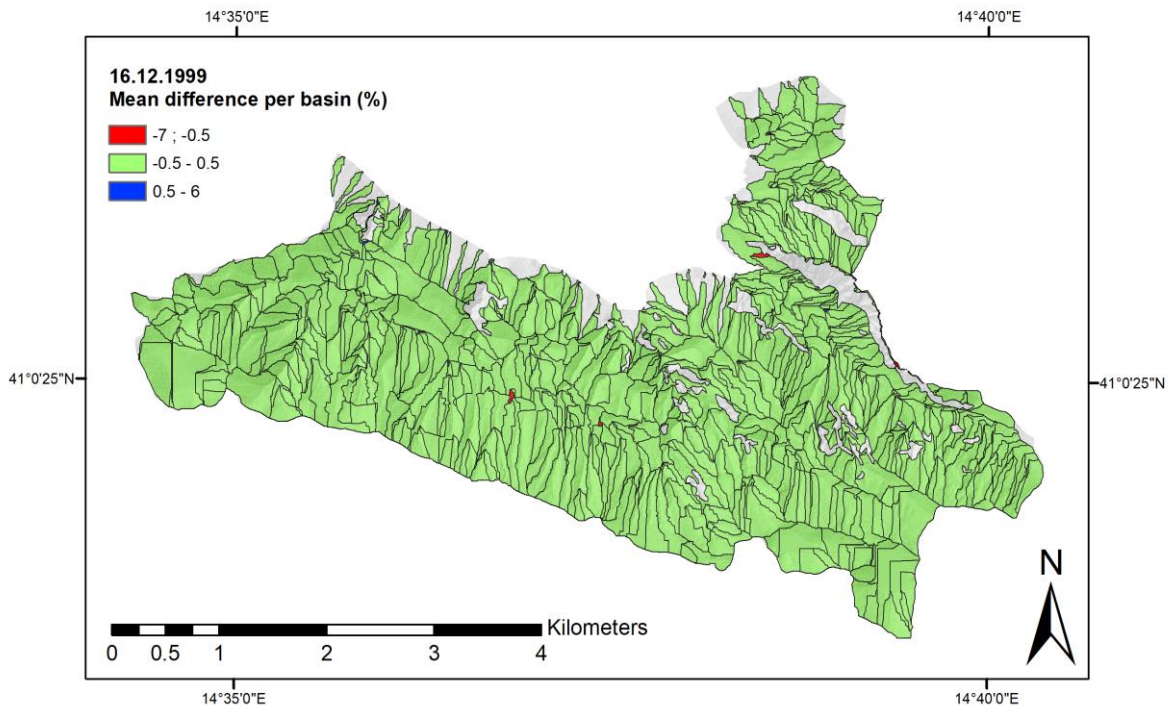 14°35'0"E 14°40'0"E
16.12.1999
Mean difference per basin (%)
-7 ; -0.5
-0.5 - 0.5
0.5 - 6
41°0'25"N 41°0'25"N
N
Kilometers
0 0.5 1 2 3 4
14°35'0"E 14°40'0"E